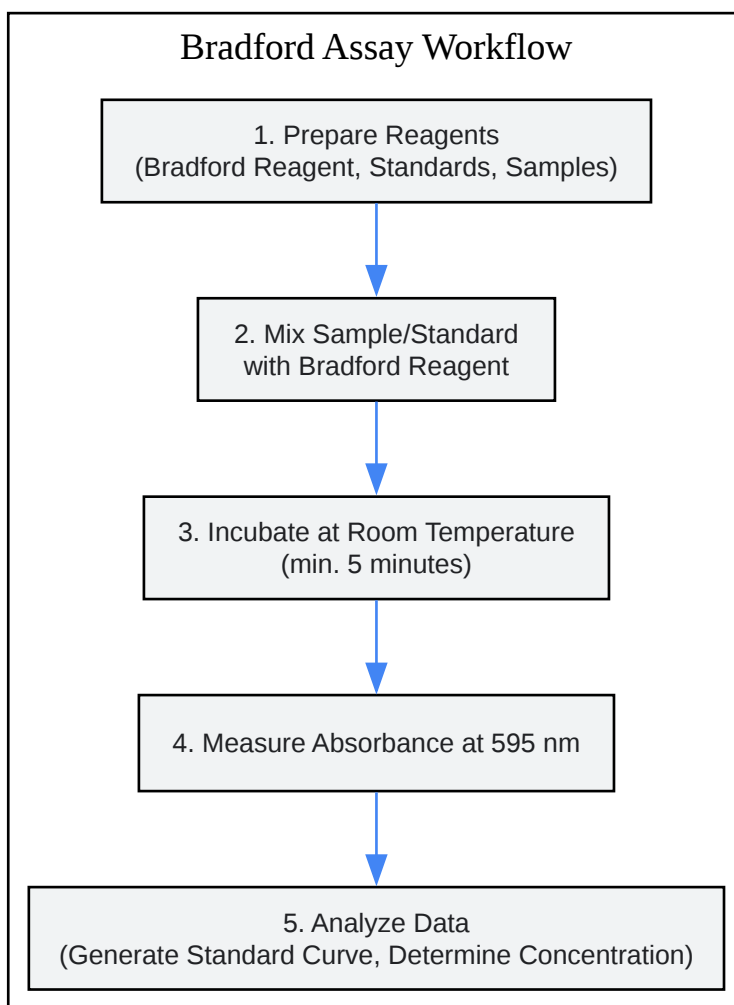 Bradford Assay Workflow
1. Prepare Reagents
(Bradford Reagent, Standards, Samples)
2. Mix Sample/Standard
with Bradford Reagent
3. Incubate at Room Temperature
(min. 5 minutes)
4. Measure Absorbance at 595 nm
5. Analyze Data
(Generate Standard Curve, Determine Concentration)